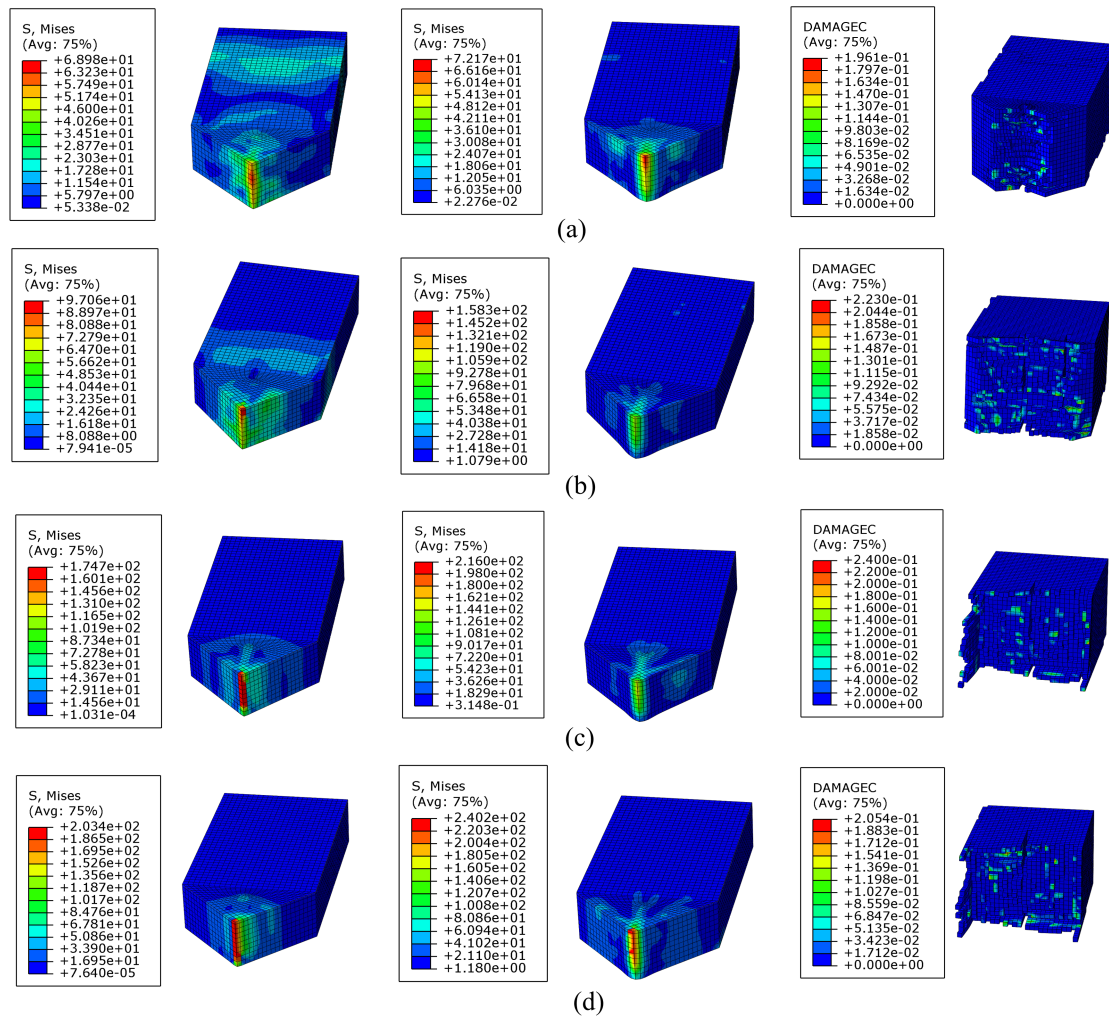 S, Mises
(Avg: 75%)
+6.898e+01
+6.323e+01
+5.749e+01
+5.174e+01
+4.600e+01
+4.026e+01
+3.451e+01
+2.877e+01
+2.303e+01
+1.728e+01
+1.154e+01
+5.797e+00
+5.338e-02
S, Mises
(Avg: 75%)
+7.217e+01
+6.616e+01
+6.014e+01
+5.413e+01
+4.812e+01
+4.211e+01
+3.610e+01
+3.008e+01
+2.407e+01
+1.806e+01
+1.205e+01
+6.035e+00
+2.276e-02
DAMAGEC
(Avg: 75%)
+1.961e-01
+1.797e-01
+1.634e-01
+1.470e-01
+1.307e-01
+1.144e-01
+9.803e-02
+8.169e-02
+6.535e-02
+4.901e-02
+3.268e-02
+1.634e-02
+0.000e+00
(a)
S, Mises
(Avg: 75%)
+9.706e+01
+8.897e+01
+8.088e+01
+7.279e+01
+6.470e+01
+5.662e+01
+4.853e+01
+4.044e+01
+3.235e+01
+2.426e+01
+1.618e+01
+8.088e+00
+7.941e-05
S, Mises
(Avg: 75%)
+1.583e+02
+1.452e+02
+1.321e+02
+1.190e+02
+1.059e+02
+9.278e+01
+7.968e+01
+6.658e+01
+5.348e+01
+4.038e+01
+2.728e+01
+1.418e+01
+1.079e+00
DAMAGEC
(Avg: 75%)
+2.230e-01
+2.044e-01
+1.858e-01
+1.673e-01
+1.487e-01
+1.301e-01
+1.115e-01
+9.292e-02
+7.434e-02
+5.575e-02
+3.717e-02
+1.858e-02
+0.000e+00
(b)
S, Mises
(Avg: 75%)
+1.747e+02
+1.601e+02
+1.456e+02
+1.310e+02
+1.165e+02
+1.019e+02
+8.734e+01
+7.278e+01
+5.823e+01
+4.367e+01
+2.911e+01
+1.456e+01
+1.031e-04
S, Mises
(Avg: 75%)
+2.160e+02
+1.980e+02
+1.800e+02
+1.621e+02
+1.441e+02
+1.261e+02
+1.081e+02
+9.017e+01
+7.220e+01
+5.423e+01
+3.626e+01
+1.829e+01
+3.148e-01
DAMAGEC
(Avg: 75%)
+2.400e-01
+2.200e-01
+2.000e-01
+1.800e-01
+1.600e-01
+1.400e-01
+1.200e-01
+1.000e-01
+8.001e-02
+6.001e-02
+4.000e-02
+2.000e-02
+0.000e+00
(c)
S, Mises
(Avg: 75%)
+2.034e+02
+1.865e+02
+1.695e+02
+1.526e+02
+1.356e+02
+1.187e+02
+1.017e+02
+8.476e+01
+6.781e+01
+5.086e+01
+3.390e+01
+1.695e+01
+7.640e-05
S, Mises
(Avg: 75%)
+2.402e+02
+2.203e+02
+2.004e+02
+1.805e+02
+1.605e+02
+1.406e+02
+1.207e+02
+1.008e+02
+8.086e+01
+6.094e+01
+4.102e+01
+2.110e+01
+1.180e+00
DAMAGEC
(Avg: 75%)
+2.054e-01
+1.883e-01
+1.712e-01
+1.541e-01
+1.369e-01
+1.198e-01
+1.027e-01
+8.559e-02
+6.847e-02
+5.135e-02
+3.423e-02
+1.712e-02
+0.000e+00
(d)